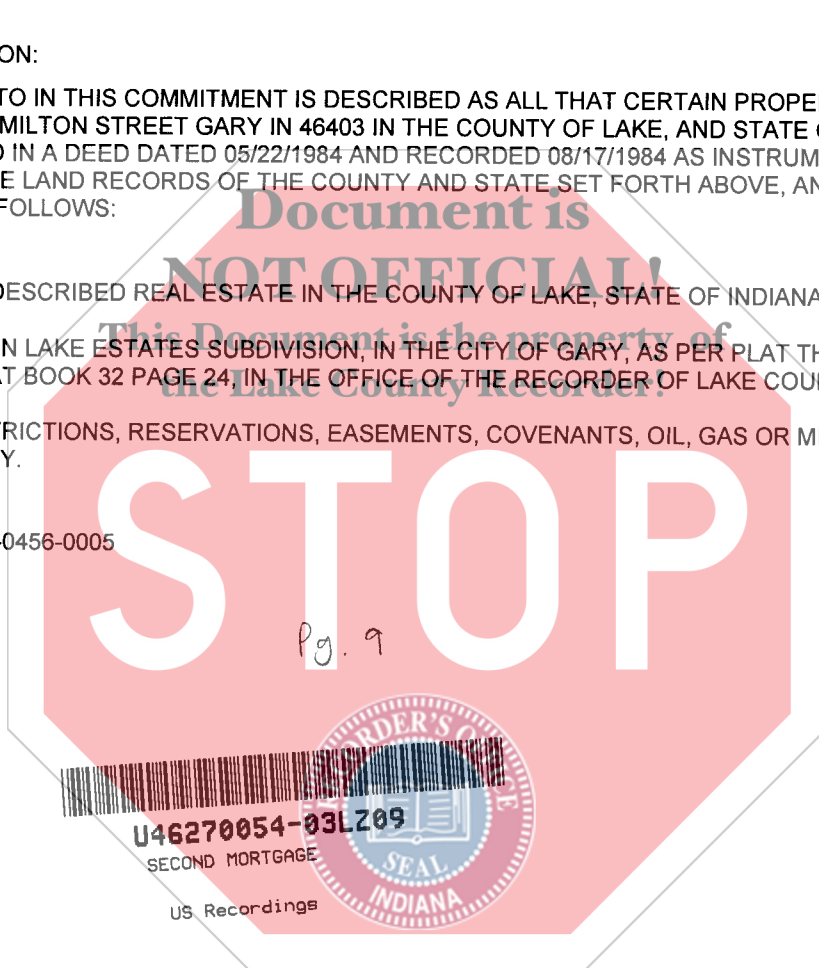 ON:
TO IN THIS COMMITMENT IS DESCRIBED AS ALL THAT CERTAIN PROPE
MILTON STREET GARY IN 46403 IN THE COUNTY OF LAKE, AND STATE
IN A DEED DATED 05/22/1984 AND RECORDED 08/17/1984 AS INSTRUM
E LAND RECORDS OF THE COUNTY AND STATE SET FORTH ABOVE, AN
FOLLOWS:
Document is
NOT OFFICIAL!
DESCRIBED REAL ESTATE IN THE COUNTY OF LAKE, STATE OF INDIANA
This Document is the property of
N LAKE ESTATES SUBDIVISION, IN THE CITY OF GARY, AS PER PLAT TH
the Lake County Recorder!
T BOOK 32 PAGE 24, IN THE OFFICE OF THE RECORDER OF LAKE COU
RICTIONS, RESERVATIONS, EASEMENTS, COVENANTS, OIL, GAS OR M
Y.
STOP
0456-0005
Pg. 9
RECORDER'S OFFICE
U46270054-03LZ09
SECOND MORTGAGE
SEAL
INDIANA
US Recordings